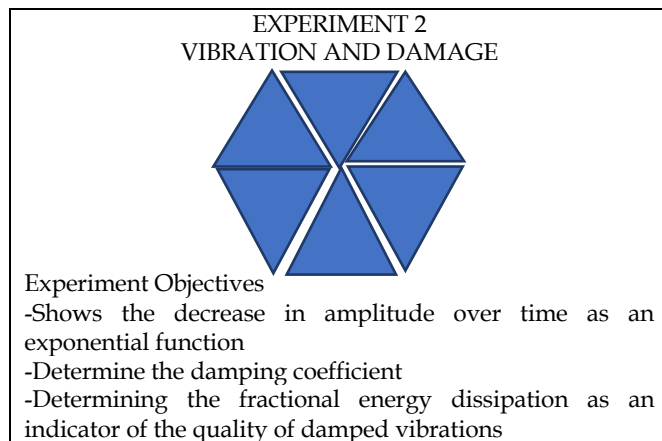 EXPERIMENT 2
VIBRATION AND DAMAGE
Experiment Objectives
-Shows the decrease in amplitude over time as an
exponential function
-Determine the damping coefficient
-Determining the fractional energy dissipation as an
indicator of the quality of damped vibrations